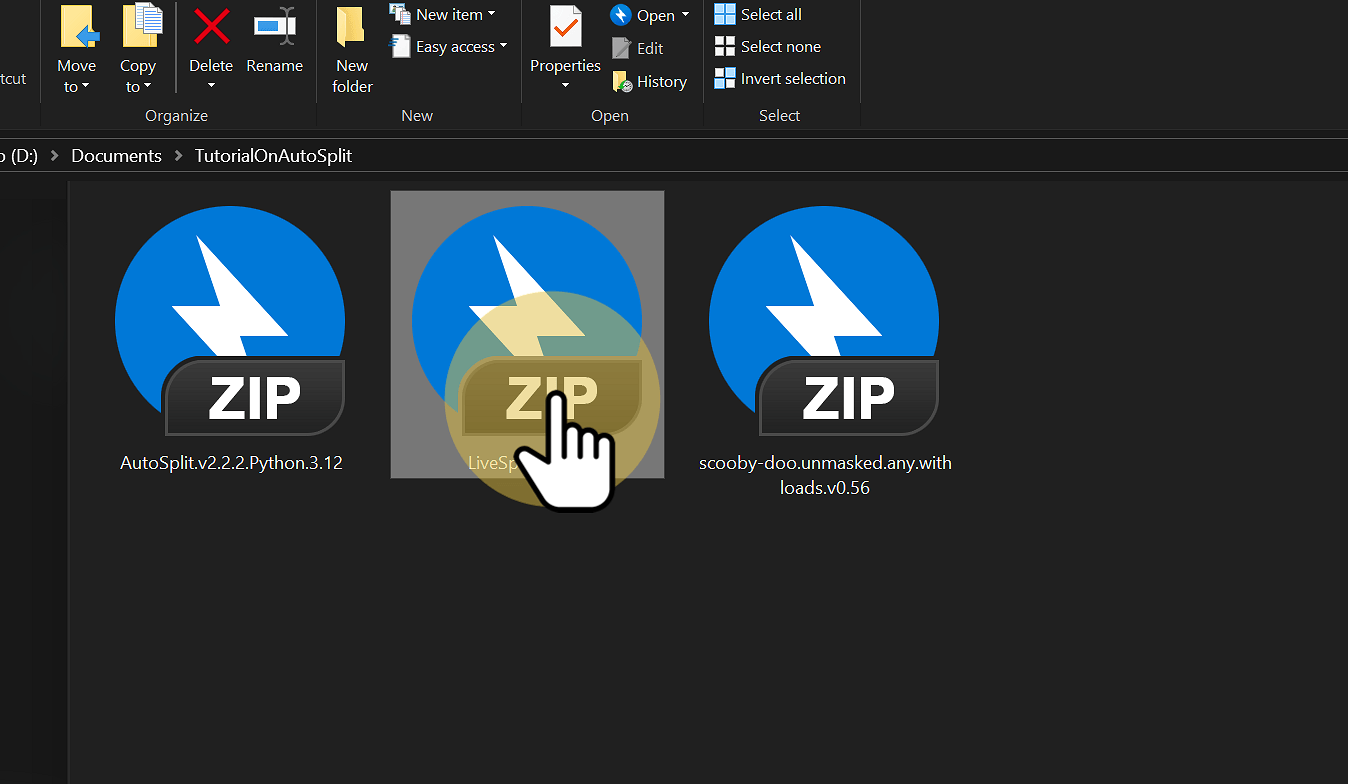 New item
Open
Select all
Easy access
Edit
Select none
tcut
Move
to
Copy
to
Delete
Rename
New
folder
Properties
History
Invert selection
Organize
New
Open
Select
(D:) Documents TutorialOnAutoSplit
ZIP
ZIP
ZIP
AutoSplit.v2.2.2.Python.3.12
scooby-doo.unmasked.any.with
loads.v0.56